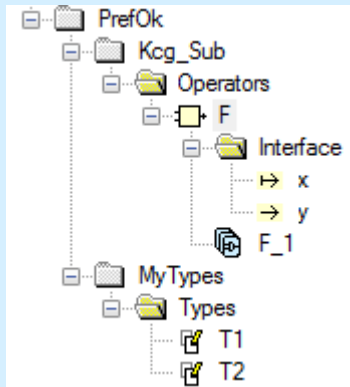 PrefOk
Kcg_Sub
Operators
F
Interface
x
y
F_1
MyTypes
Types
T1
T2